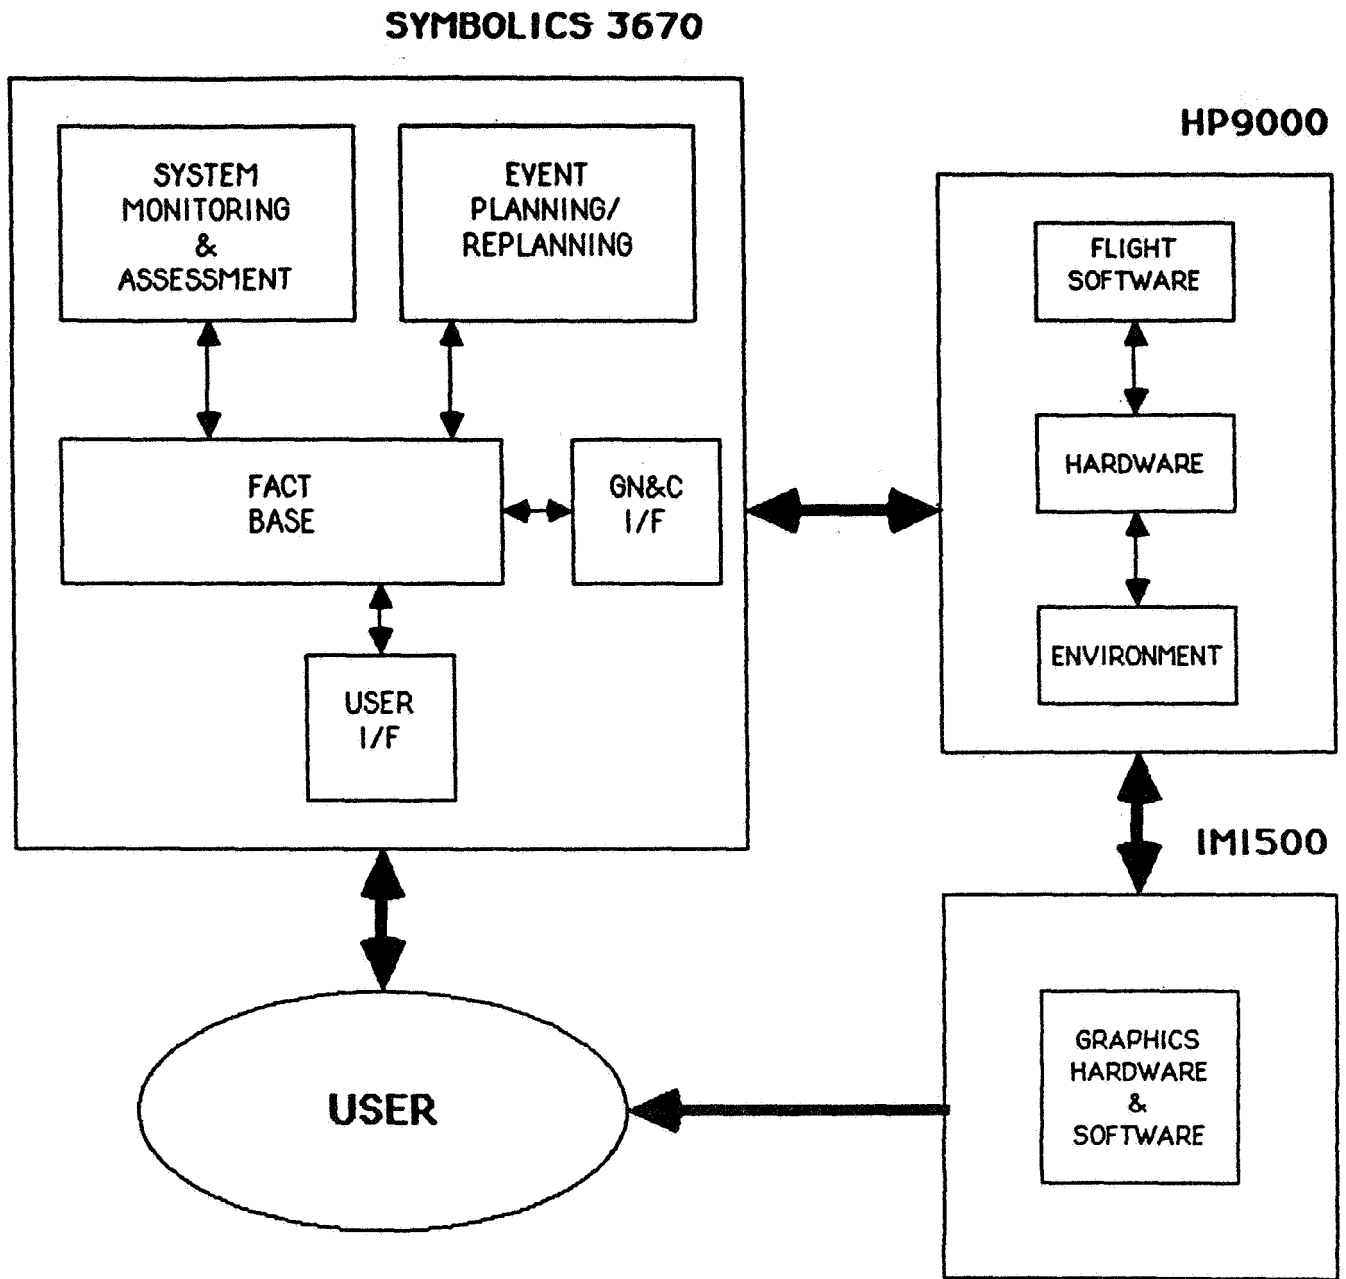 SYMBOLICS 3670
SYSTEM
MONITORING
&
ASSESSMENT
EVENT
PLANNING/
REPLANNING
FACT
BASE
GN&C
I/F
USER
I/F
HP9000
FLIGHT
SOFTWARE
HARDWARE
ENVIRONMENT
IMI500
GRAPHICS
HARDWARE
&
SOFTWARE
USER